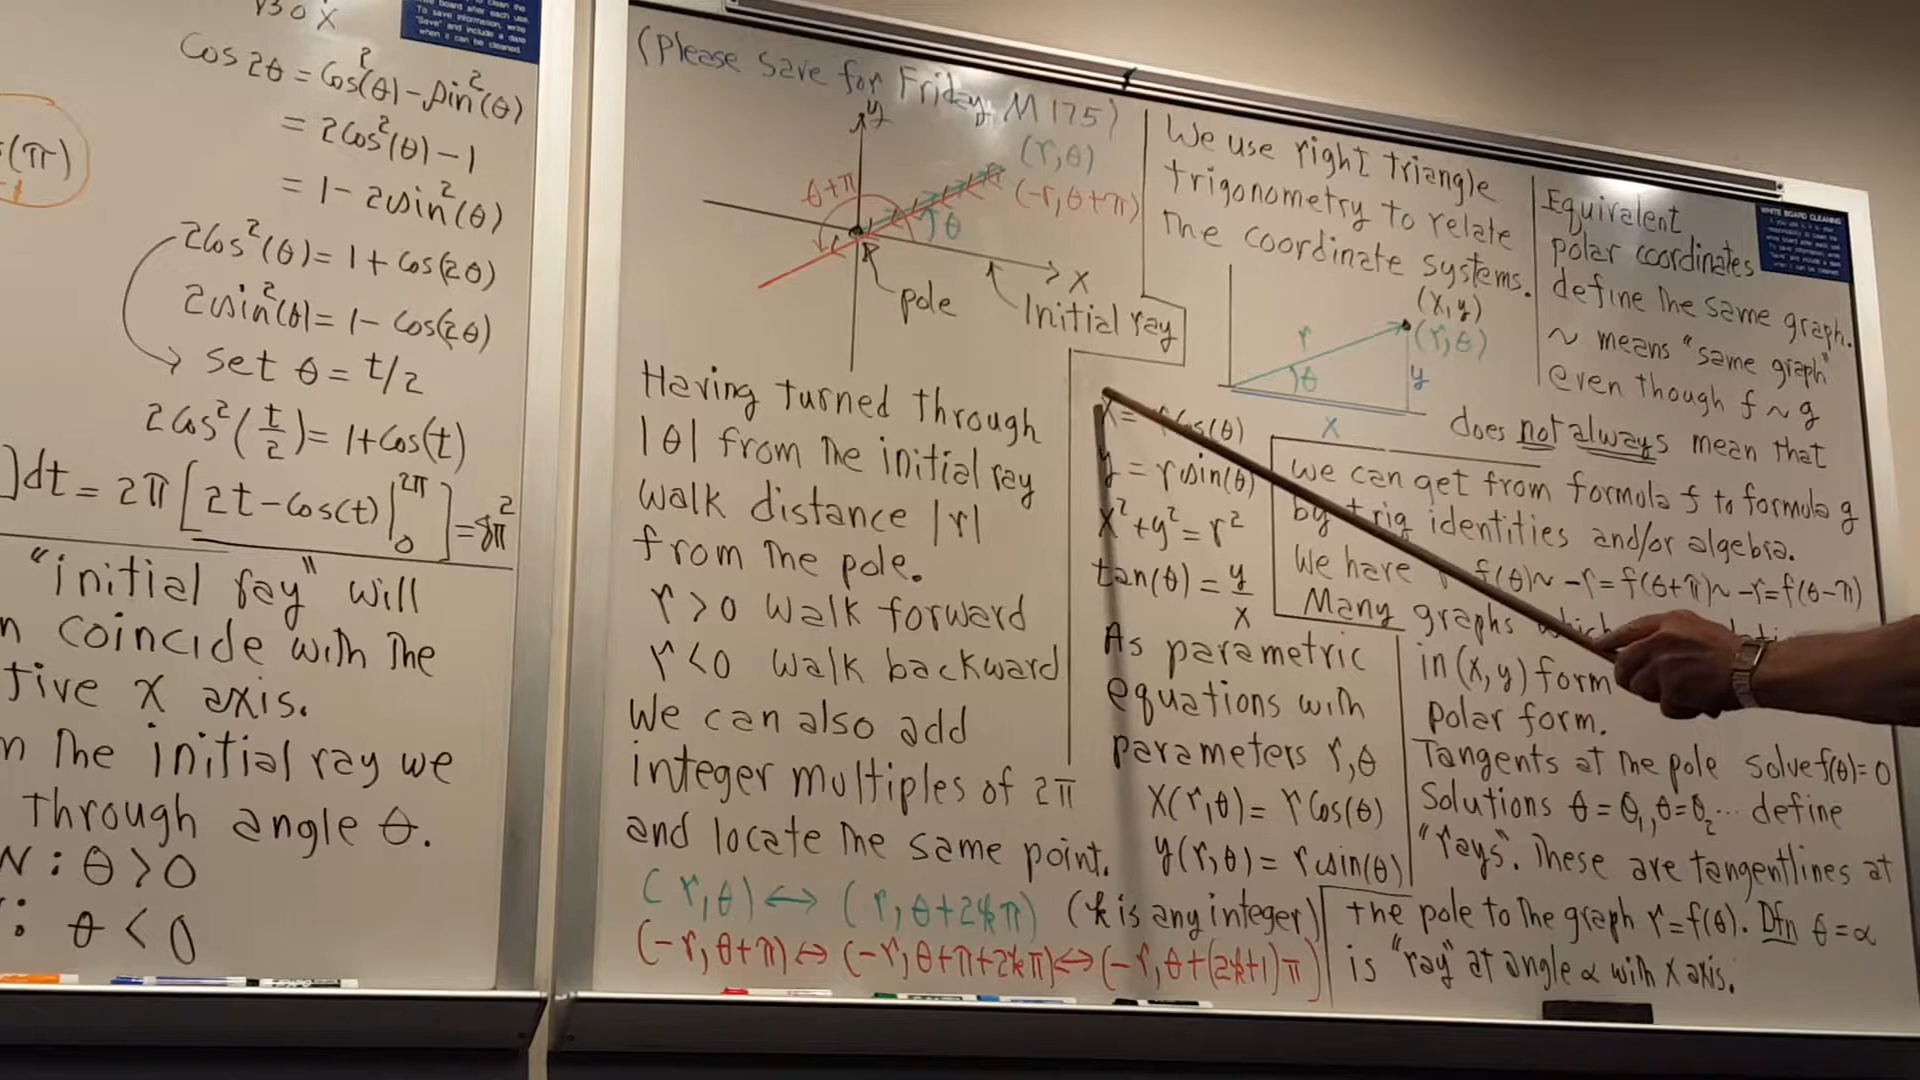 cos2θ = cos²(θ) - sin²(θ)
= 2cos²(θ) - 1
= 1 - 2sin²(θ)
(π)
2cos²(θ) = 1 + cos(2θ)
2sin²(θ) = 1 - cos(2θ)
set θ = t/2
2cos²(t/2) = 1 + cos(t)
]dt = 2π[2t - cos(t)|₀^2π] = 8π²
"initial ray" will
coincide with the
x axis.
the initial ray we
through angle θ.
: θ > 0
: θ < 0
(Please save for Friday, M175)
y
(r, θ)
(-r, θ+π)
θ+π
θ
x
pole
Initial ray
Having turned through
|θ| from the initial ray
walk distance |r|
from the pole.
r > 0 walk forward
r < 0 walk backward
We can also add
integer multiples of 2π
and locate the same point.
(r, θ) ↔ (r, θ+2kπ) (k is any integer)
(-r, θ+π) ↔ (-r, θ+π+2kπ) ↔ (-r, θ+(2k+1)π)
We use right triangle
trigonometry to relate
the coordinate systems.
(x, y)
(r, θ)
r
θ
y
x
x = r cos(θ)
y = r sin(θ)
x² + y² = r²
tan(θ) = y/x
As parametric
equations with
parameters r, θ
x(r, θ) = r cos(θ)
y(r, θ) = r sin(θ)
Equivalent
polar coordinates
define the same graph.
~ means "same graph"
even though f ~ g
does not always mean that
we can get from formula f to formula g
by trig identities and/or algebra.
We have f(θ) ~ -r = f(θ+π) ~ -r = f(θ-π)
Many graphs which
in (x, y) form
polar form.
Tangents at the pole solve f(θ) = 0
Solutions θ = θ₁, θ = θ₂ ... define
"rays". These are tangent lines at
the pole to the graph r = f(θ). Dfn θ = α
is "ray" at angle α with x axis.
WHITE BOARD CLEANING